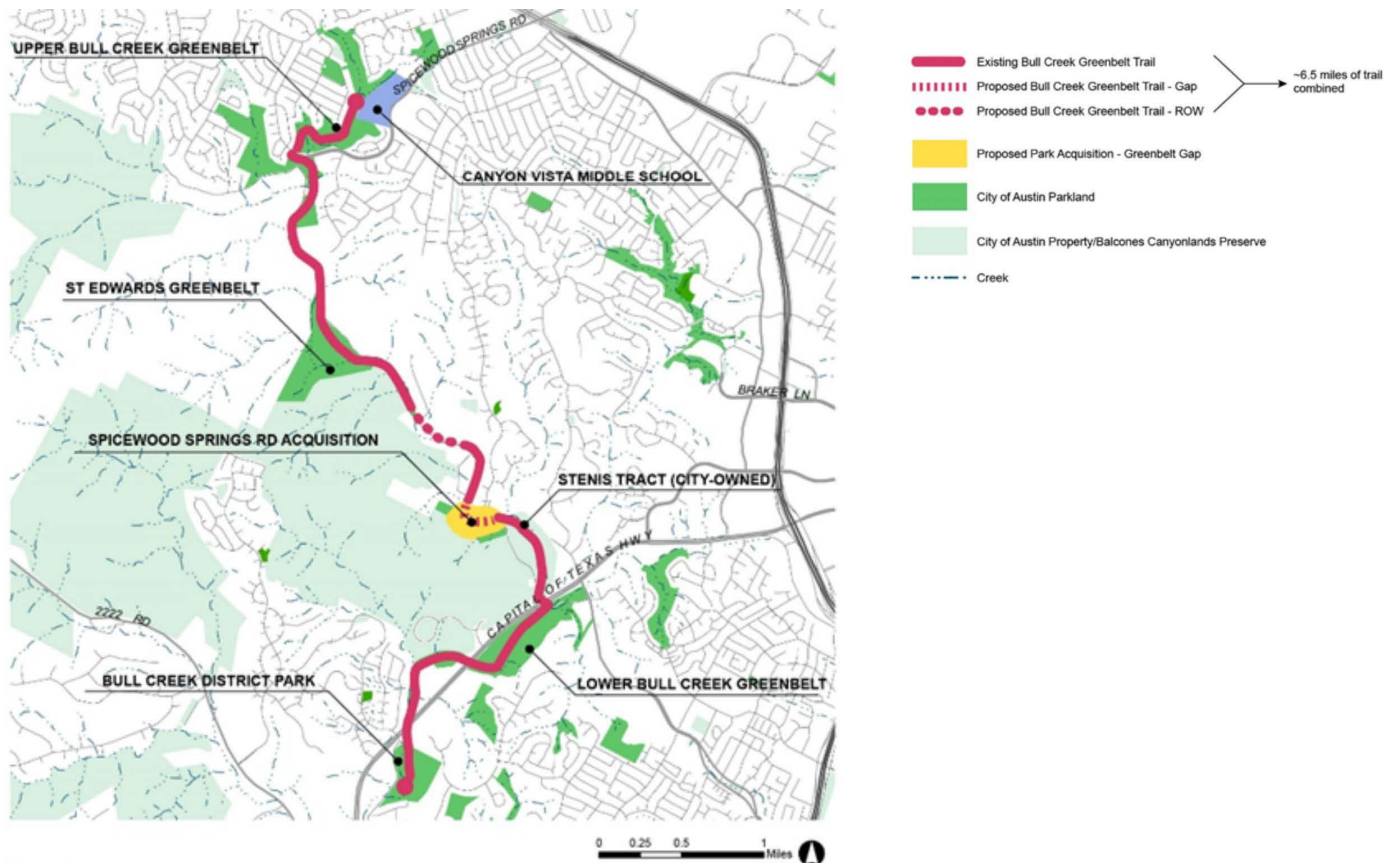 UPPER BULL CREEK GREENBELT
SPICEWOOD SPRINGS RD
CANYON VISTA MIDDLE SCHOOL
ST EDWARDS GREENBELT
BRAKER LN
SPICEWOOD SPRINGS RD ACQUISITION
STENIS TRACT (CITY-OWNED)
CAPITAL OF TEXAS HWY
2222 RD
BULL CREEK DISTRICT PARK
LOWER BULL CREEK GREENBELT
0 0.25 0.5 1
Miles
Existing Bull Creek Greenbelt Trail
Proposed Bull Creek Greenbelt Trail - Gap
Proposed Bull Creek Greenbelt Trail - ROW
~6.5 miles of trail
combined
Proposed Park Acquisition - Greenbelt Gap
City of Austin Parkland
City of Austin Property/Balcones Canyonlands Preserve
Creek